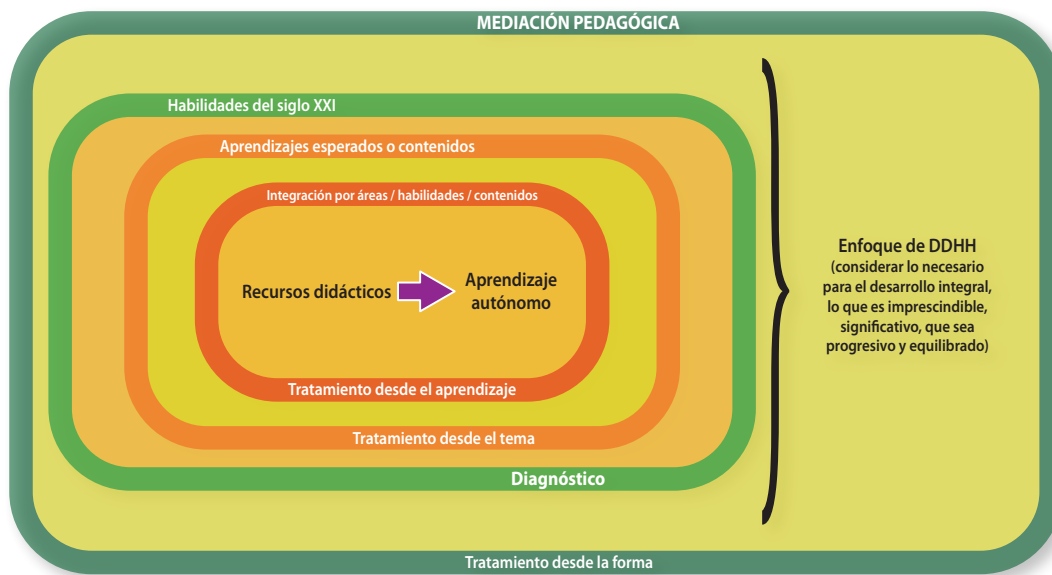 MEDIACIÓN PEDAGÓGICA
Habilidades del siglo XXI
Aprendizajes esperados o contenidos
Integración por áreas / habilidades / contenidos
Recursos didácticos
Aprendizaje
autónomo
Tratamiento desde el aprendizaje
Tratamiento desde el tema
Diagnóstico
Enfoque de DDHH
(considerar lo necesario
para el desarrollo integral,
lo que es imprescindible,
significativo, que sea
progresivo y equilibrado)
Tratamiento desde la forma